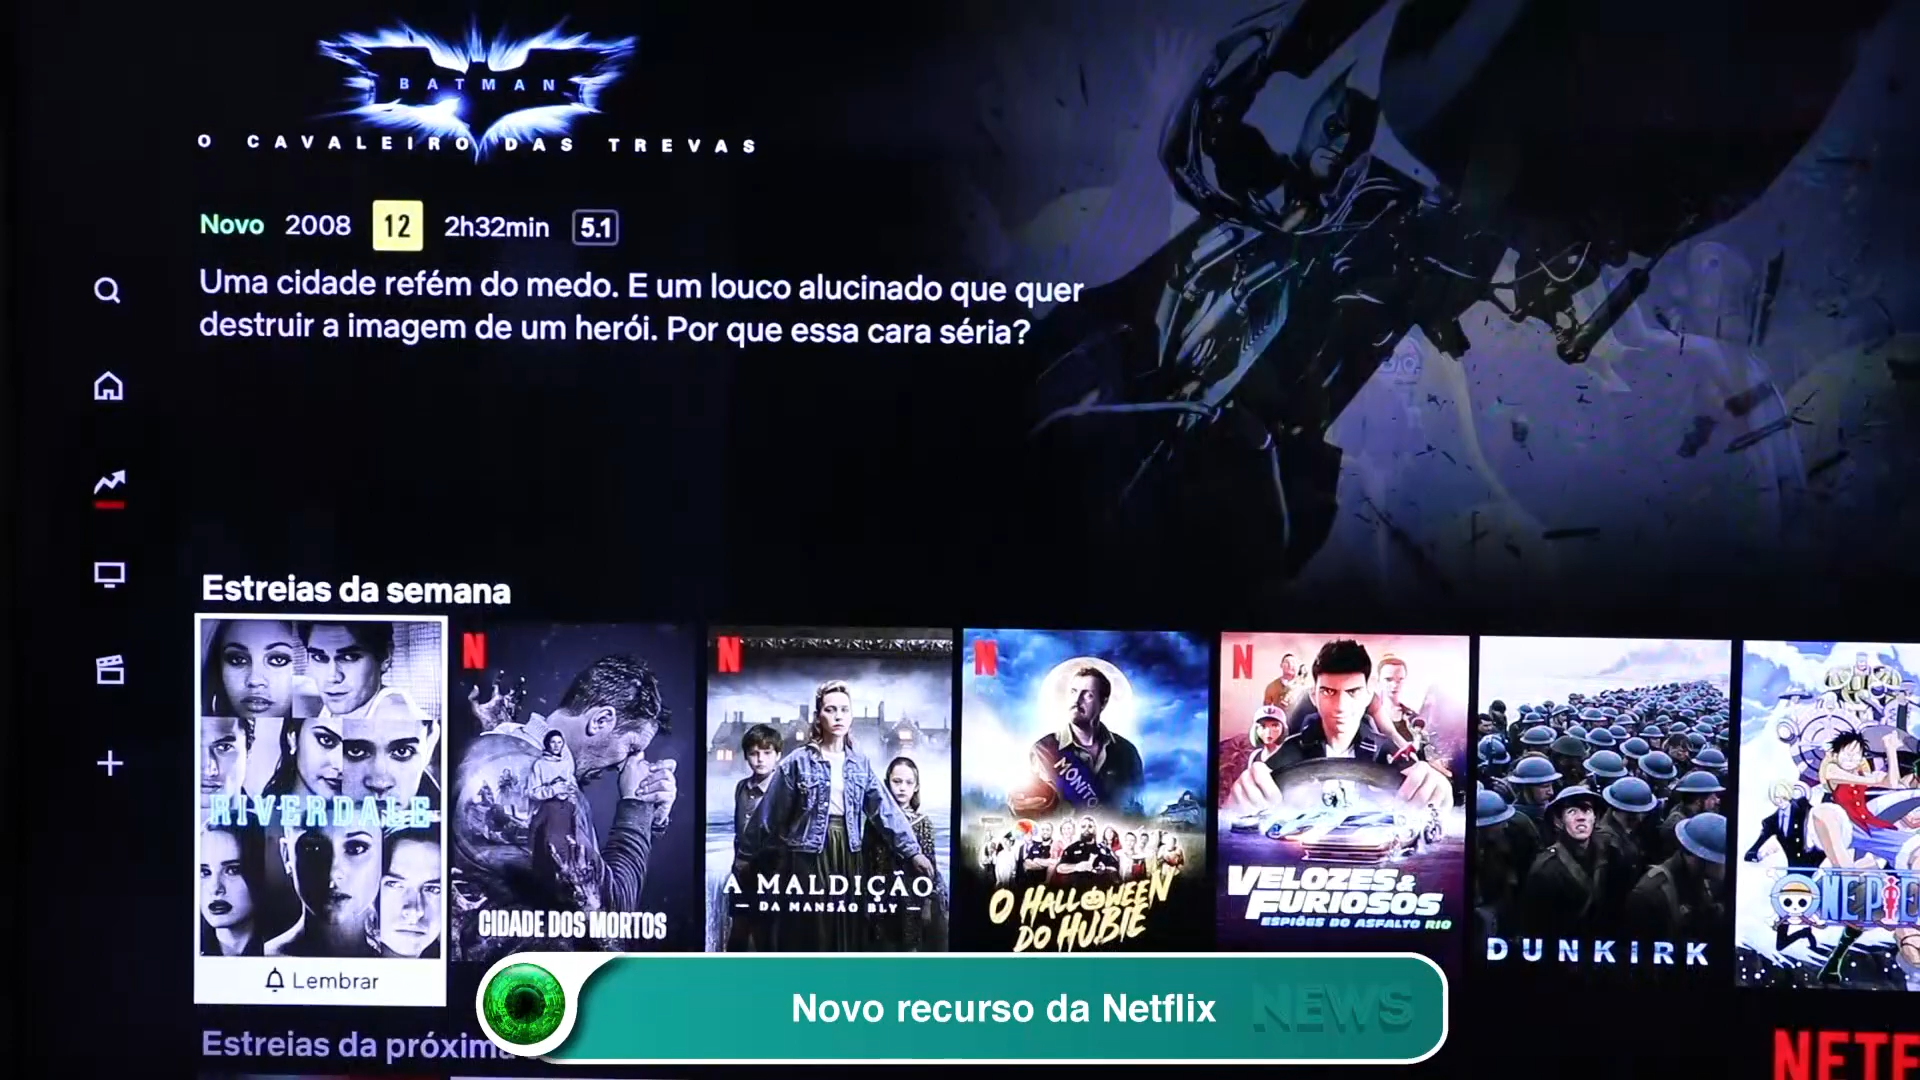 BATMAN
O CAVALEIRO DAS TREVAS
Novo 2008 12 2h32min 5.1
Uma cidade refém do medo. E um louco alucinado que quer
destruir a imagem de um herói. Por que essa cara séria?
Estreias da semana
RIVERDALE
Lembrar
N
CIDADE DOS MORTOS
N
A MALDIÇÃO
DA MANSÃO BLY
N
MONITO
O HALLOWEEN
DO HUBIE
N
VELOZES &
FURIOSOS
ESPIÕES DO ASFALTO RIO
DUNKIRK
ONE PIE
Novo recurso da Netflix
NEWS
Estreias da próxima
NETF